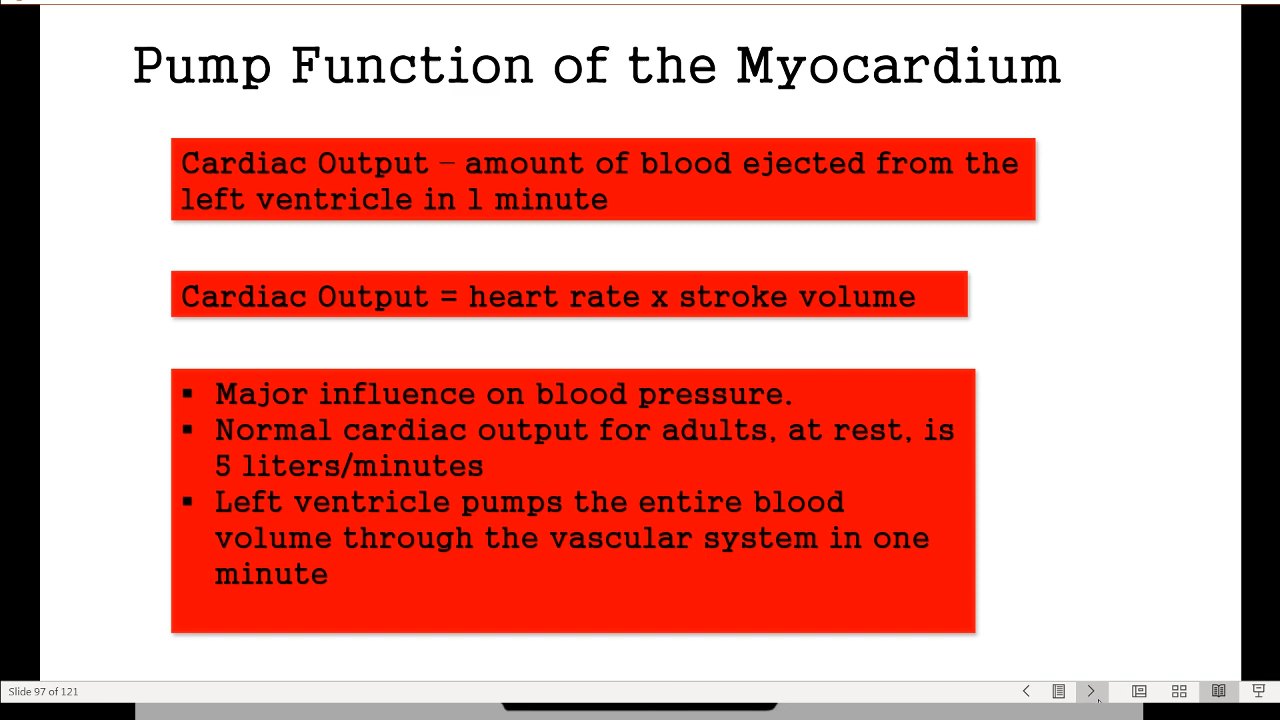 Pump Function of the Myocardium
Cardiac Output – amount of blood ejected from the
left ventricle in 1 minute
Cardiac Output = heart rate x stroke volume
▪ Major influence on blood pressure.
▪ Normal cardiac output for adults, at rest, is
5 liters/minutes
▪ Left ventricle pumps the entire blood
volume through the vascular system in one
minute
Slide 97 of 121